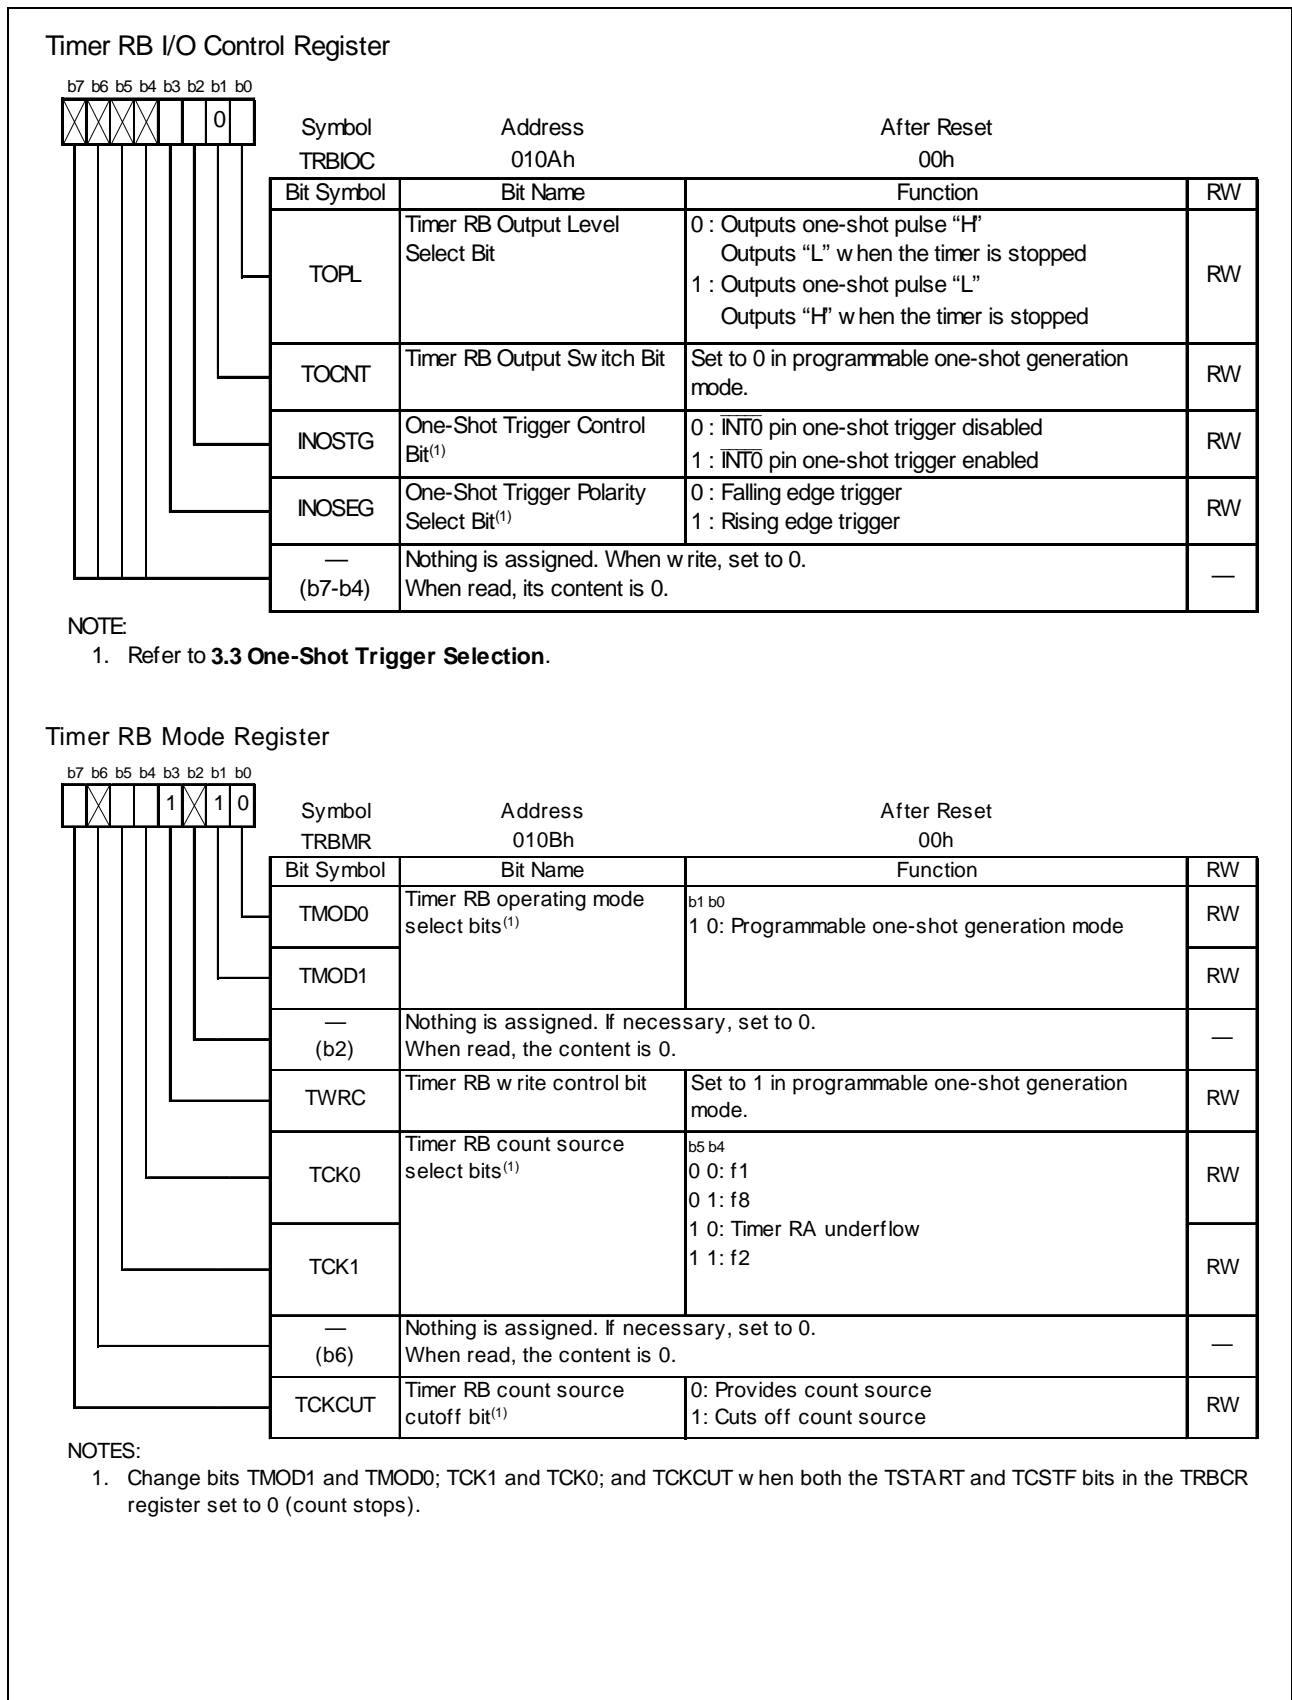 Timer RB I/O Control Register
b7 b6 b5 b4 b3 b2 b1 b0
0
Symbol Address After Reset
TRBIOC 010Ah 00h
Bit Symbol Bit Name Function RW
TOPL Timer RB Output Level Select Bit 0 : Outputs one-shot pulse “H” RW
Outputs “L” when the timer is stopped
1 : Outputs one-shot pulse “L”
Outputs “H” when the timer is stopped
TOCNT Timer RB Output Switch Bit Set to 0 in programmable one-shot generation RW
mode.
INOSTG One-Shot Trigger Control Bit(1) 0 : INT0 pin one-shot trigger disabled RW
1 : INT0 pin one-shot trigger enabled
INOSEG One-Shot Trigger Polarity Select Bit(1) 0 : Falling edge trigger RW
1 : Rising edge trigger
— Nothing is assigned. When write, set to 0. —
(b7-b4) When read, its content is 0.
NOTE:
1. Refer to 3.3 One-Shot Trigger Selection.
Timer RB Mode Register
b7 b6 b5 b4 b3 b2 b1 b0
1 1 0
Symbol Address After Reset
TRBMR 010Bh 00h
Bit Symbol Bit Name Function RW
TMOD0 Timer RB operating mode select bits(1) b1 b0 RW
1 0: Programmable one-shot generation mode
TMOD1 RW
— Nothing is assigned. If necessary, set to 0. —
(b2) When read, the content is 0.
TWRC Timer RB write control bit Set to 1 in programmable one-shot generation RW
mode.
TCK0 Timer RB count source select bits(1) b5 b4 RW
0 0: f1
0 1: f8
1 0: Timer RA underflow
TCK1 1 1: f2 RW
— Nothing is assigned. If necessary, set to 0. —
(b6) When read, the content is 0.
TCKCUT Timer RB count source cutoff bit(1) 0: Provides count source RW
1: Cuts off count source
NOTES:
1. Change bits TMOD1 and TMOD0; TCK1 and TCK0; and TCKCUT when both the TSTART and TCSTF bits in the TRBCR
register set to 0 (count stops).